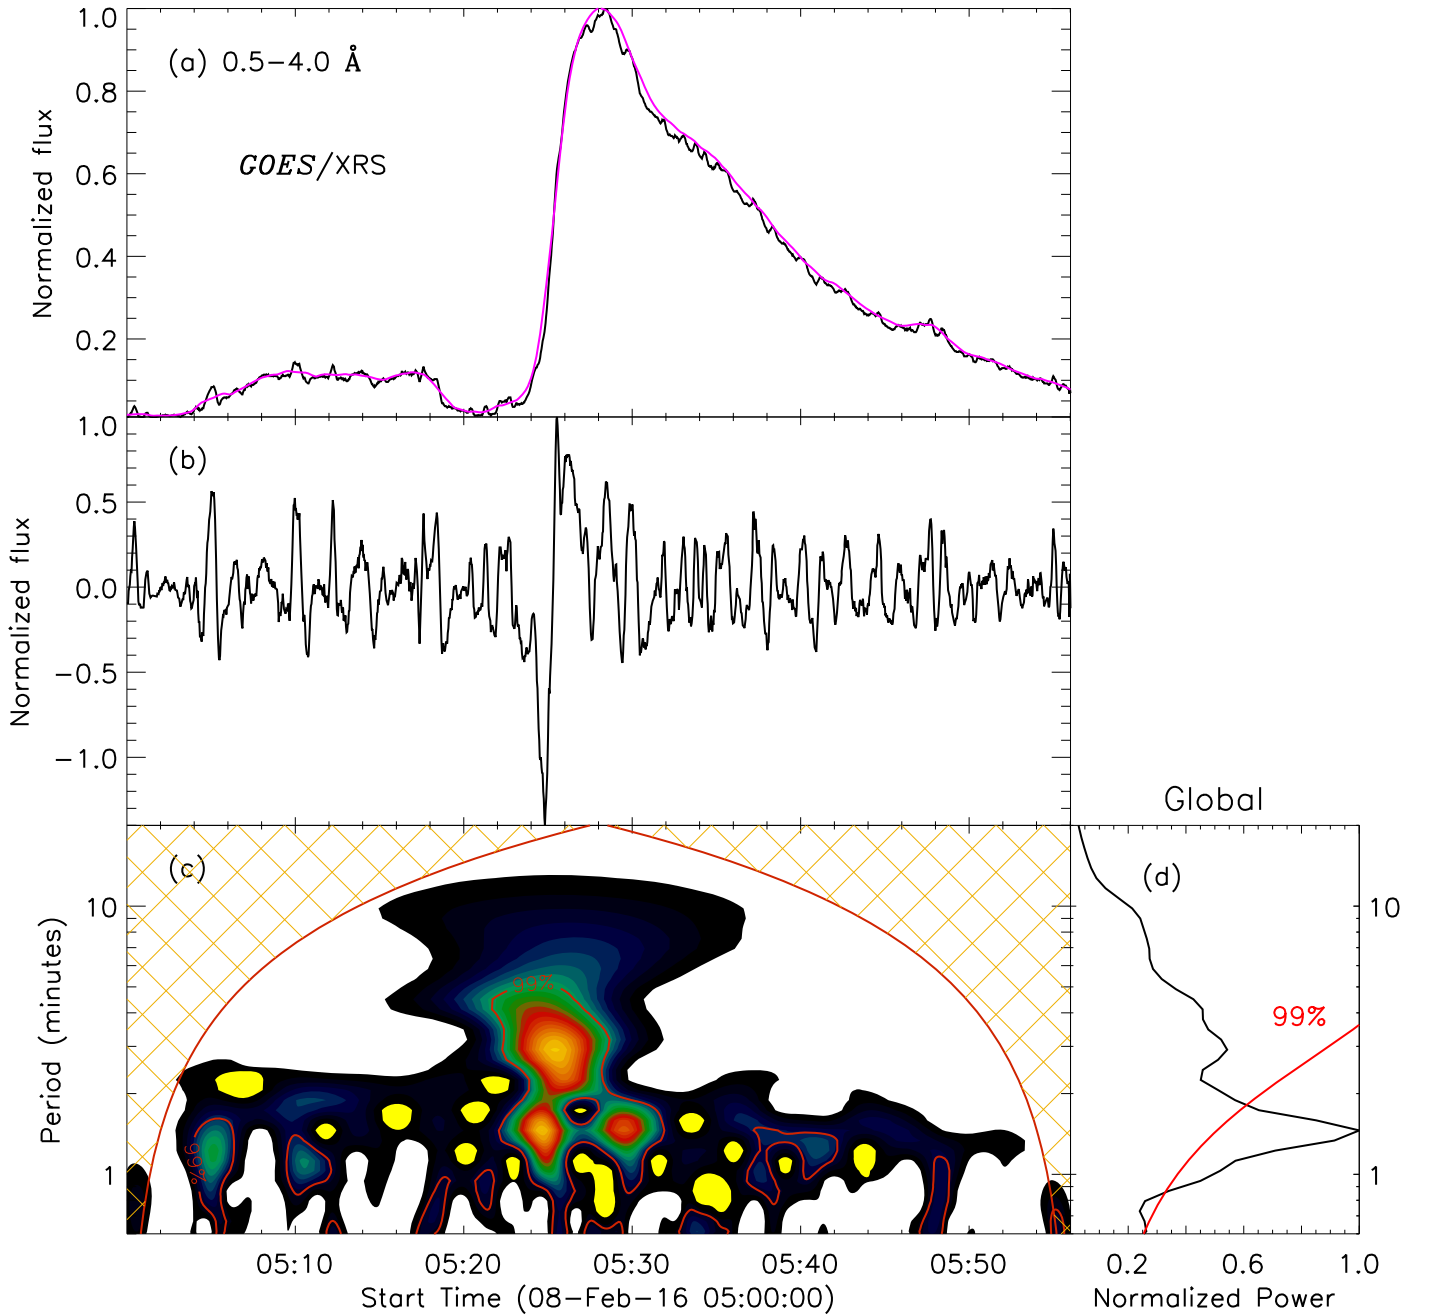 (a) 0.5−4.0 Å
GOES/XRS
Normalized flux
1.0
0.8
0.6
0.4
0.2
(b)
Normalized flux
1.0
0.5
0.0
−0.5
−1.0
(c)
Period (minutes)
10
1
99%
99%
05:10
05:20
05:30
05:40
05:50
Start Time (08−Feb−16 05:00:00)
Global
(d)
99%
10
1
0.2
0.6
1.0
Normalized Power